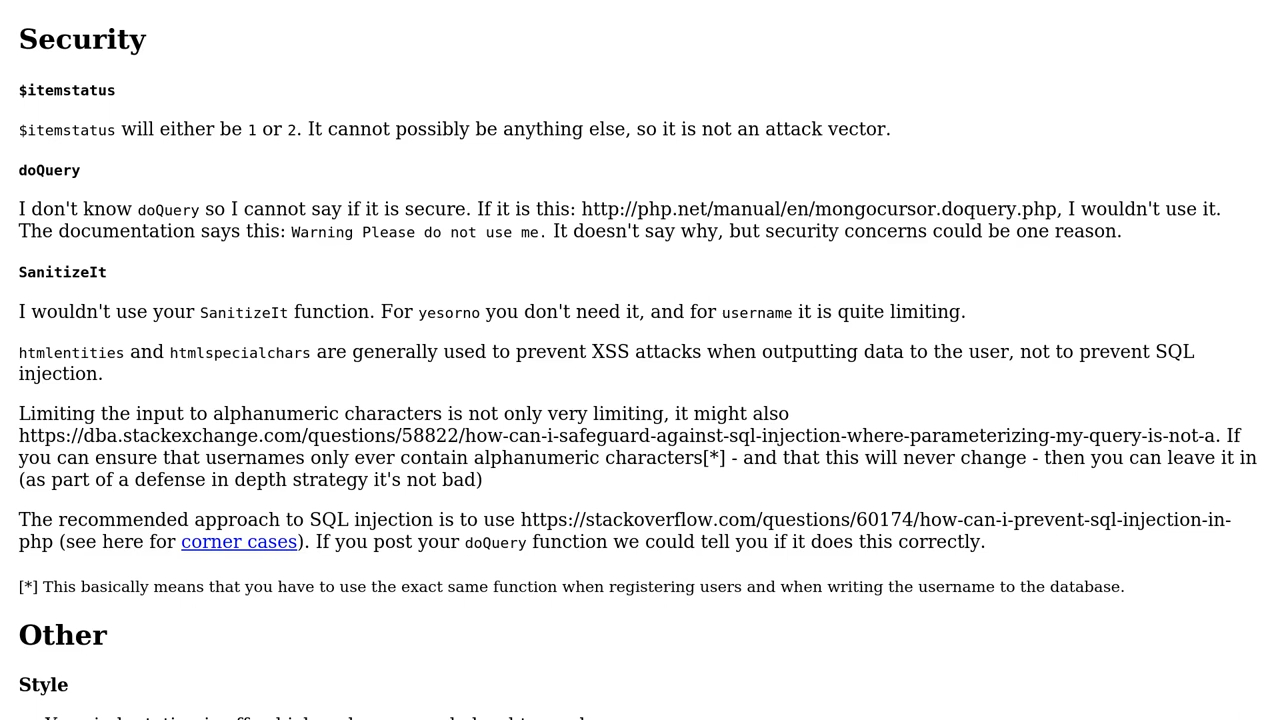 Security
$itemstatus
$itemstatus will either be 1 or 2. It cannot possibly be anything else, so it is not an attack vector.
doQuery
I don't know doQuery so I cannot say if it is secure. If it is this: http://php.net/manual/en/mongocursor.doquery.php, I wouldn't use it.
The documentation says this: Warning Please do not use me. It doesn't say why, but security concerns could be one reason.
SanitizeIt
I wouldn't use your SanitizeIt function. For yesorno you don't need it, and for username it is quite limiting.
htmlentities and htmlspecialchars are generally used to prevent XSS attacks when outputting data to the user, not to prevent SQL
injection.
Limiting the input to alphanumeric characters is not only very limiting, it might also
https://dba.stackexchange.com/questions/58822/how-can-i-safeguard-against-sql-injection-where-parameterizing-my-query-is-not-a. If
you can ensure that usernames only ever contain alphanumeric characters[*] - and that this will never change - then you can leave it in
(as part of a defense in depth strategy it's not bad)
The recommended approach to SQL injection is to use https://stackoverflow.com/questions/60174/how-can-i-prevent-sql-injection-in-
php (see here for corner cases). If you post your doQuery function we could tell you if it does this correctly.
[*] This basically means that you have to use the exact same function when registering users and when writing the username to the database.
Other
Style